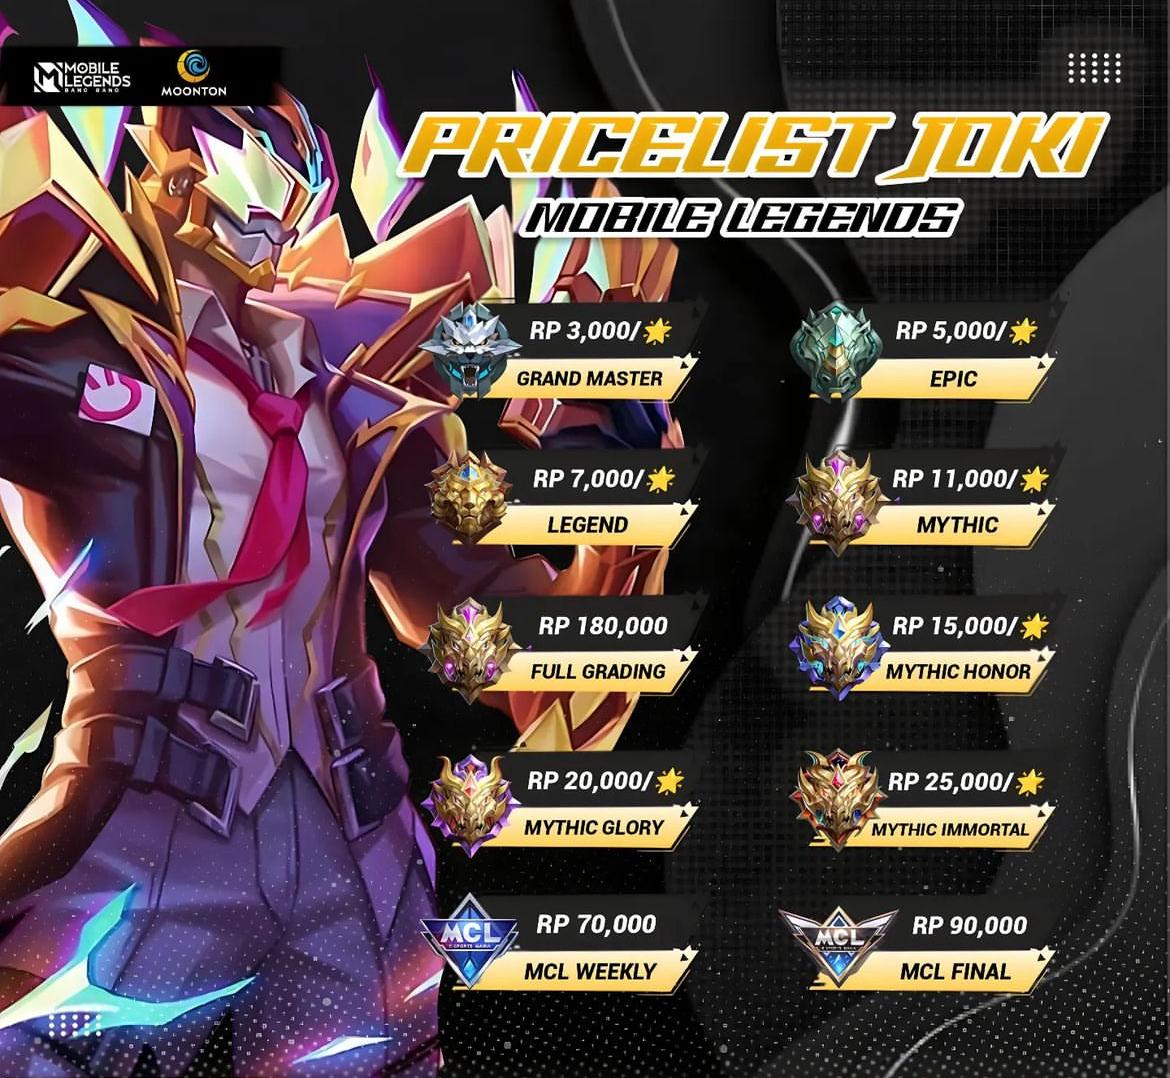 MOBILE
LEGENDS
BANG BANG
MOONTON
PRICELIST JOKI
MOBILE LEGENDS
RP 3,000/🌟
GRAND MASTER
RP 5,000/🌟
EPIC
RP 7,000/🌟
LEGEND
RP 11,000/🌟
MYTHIC
RP 180,000
FULL GRADING
RP 15,000/🌟
MYTHIC HONOR
RP 20,000/🌟
MYTHIC GLORY
RP 25,000/🌟
MYTHIC IMMORTAL
MCL
RP 70,000
MCL WEEKLY
MCL
RP 90,000
MCL FINAL